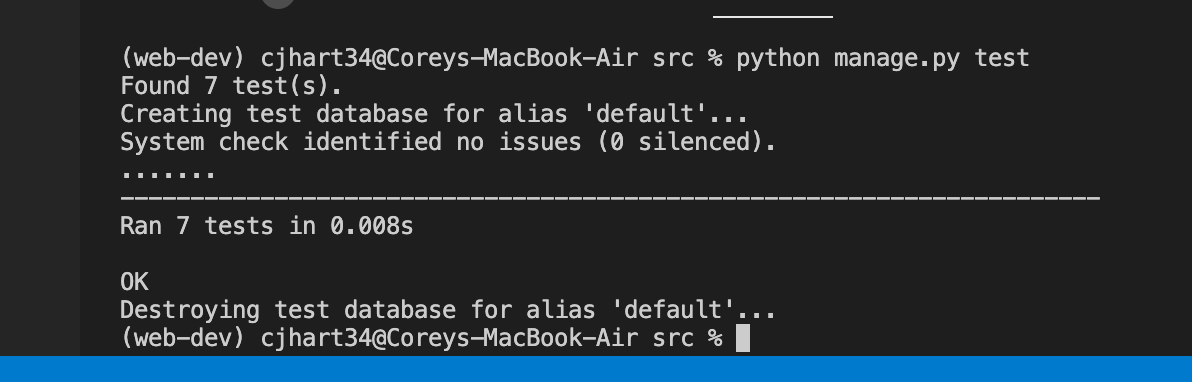 (web-dev) cjhart34@Coreys-MacBook-Air src % python manage.py test
Found 7 test(s).
Creating test database for alias 'default'...
System check identified no issues (0 silenced).
.......
----------------------------------------------------------------------
Ran 7 tests in 0.008s
OK
Destroying test database for alias 'default'...
(web-dev) cjhart34@Coreys-MacBook-Air src %